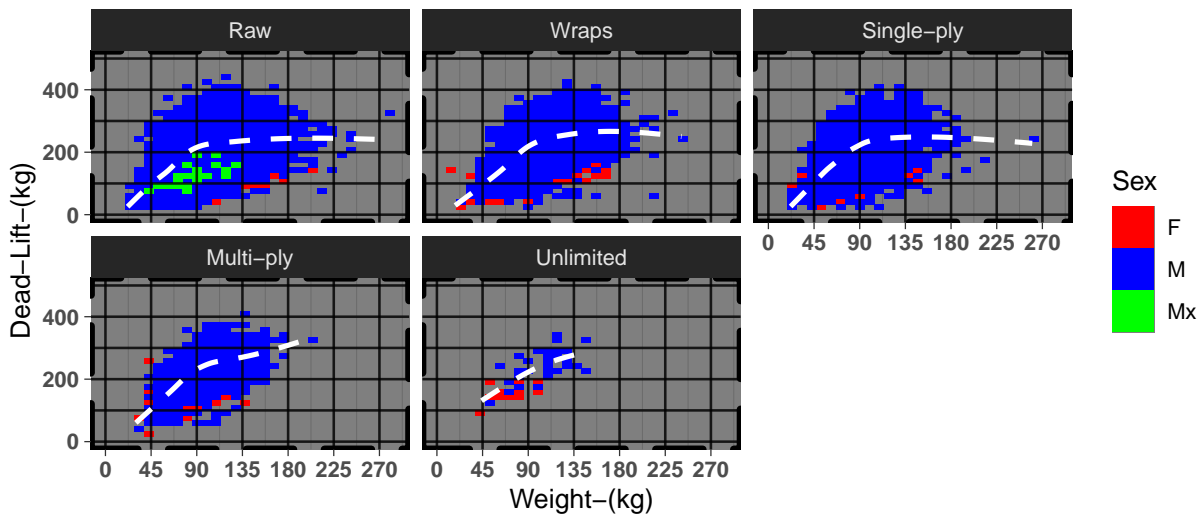 Raw
Wraps
Single−ply
400
200
0
0 45 90 135 180 225 270
Multi−ply
Unlimited
400
200
0
0 45 90 135 180 225 270
0 45 90 135 180 225 270
Dead−Lift−(kg)
Weight−(kg)
Sex
F
M
Mx